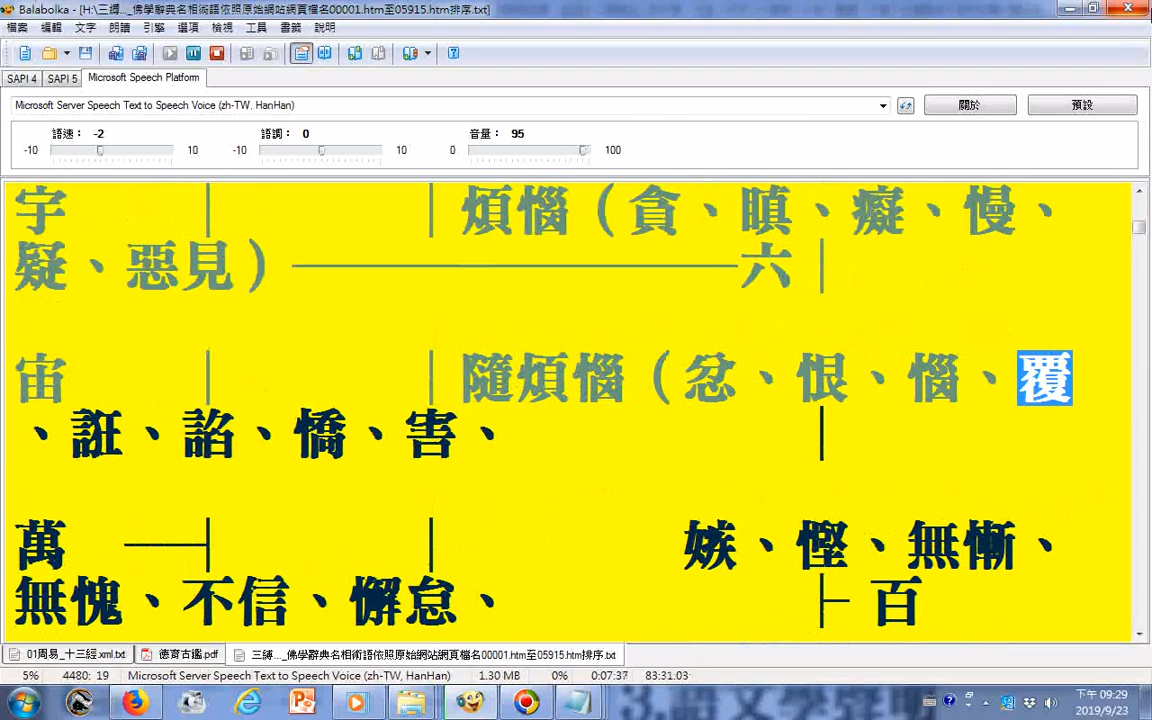 Balabolka - [H:\三縛..._佛學辭典名相術語依照原始網站網頁檔名00001.htm至05915.htm排序.txt]
檔案 編輯 文字 朗讀 引擎 選項 檢視 工具 書籤 說明
SAPI 4 SAPI 5 Microsoft Speech Platform
Microsoft Server Speech Text to Speech Voice (zh-TW, HanHan) 關於 預設
語速： -2 語調： 0 音量： 95
-10 10 -10 10 0 100
宇 │ │煩惱（貪、瞋、癡、慢、
疑、惡見）────────六│
宙 │ │隨煩惱（忿、恨、惱、覆
、誑、諂、憍、害、 │
萬 ─┤ │ 嫉、慳、無慚、
無愧、不信、懈怠、 ├百
01周易_十三經.xml.txt 德育古鑑.pdf 三縛..._佛學辭典名相術語依照原始網站網頁檔名00001.htm至05915.htm排序.txt
5% 4480: 19 Microsoft Server Speech Text to Speech Voice (zh-TW, HanHan) 1.30 MB 0% 0:07:37 83:31.03
3.語文學聲明
下午 09:29
2019/9/23